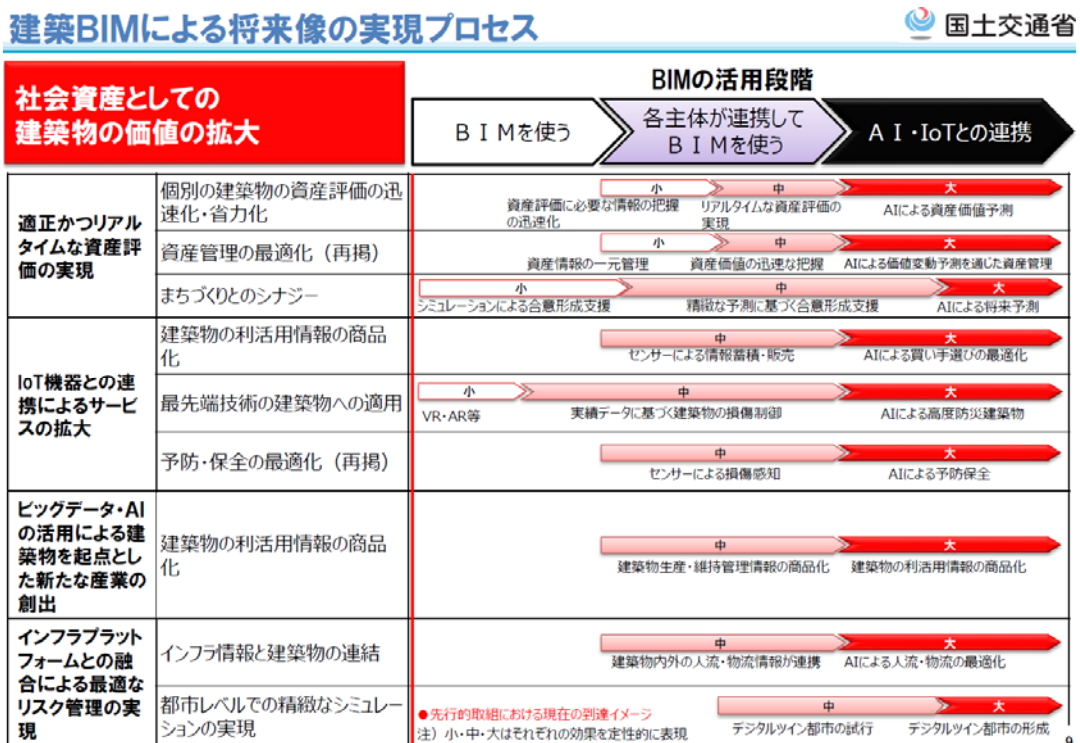 建築BIMによる将来像の実現プロセス
国土交通省
社会資産としての
建築物の価値の拡大
BIMの活用段階
ＢＩＭを使う
各主体が連携して
ＢＩＭを使う
ＡＩ・IoTとの連携
適正かつリアル
タイムな資産評
価の実現
個別の建築物の資産評価の迅
速化・省力化
小
中
大
資産評価に必要な情報の把握
の迅速化
リアルタイムな資産評価の
実現
AIによる資産価値予測
資産管理の最適化（再掲）
小
中
大
資産情報の一元管理
資産価値の迅速な把握
AIによる価値変動予測を通じた資産管理
まちづくりとのシナジー
小
中
大
シミュレーションによる合意形成支援
精緻な予測に基づく合意形成支援
AIによる将来予測
IoT機器との連
携によるサービ
スの拡大
建築物の利活用情報の商品
化
中
大
センサーによる情報蓄積・販売
AIによる買い手選びの最適化
最先端技術の建築物への適用
小
中
大
VR・AR等
実績データに基づく建築物の損傷制御
AIによる高度防災建築物
予防・保全の最適化（再掲）
中
大
センサーによる損傷感知
AIによる予防保全
ビッグデータ・AI
の活用による建
築物を起点とし
た新たな産業の
創出
建築物の利活用情報の商品
化
中
大
建築物生産・維持管理情報の商品化
建築物の利活用情報の商品化
インフラプラット
フォームとの融
合による最適な
リスク管理の実
現
インフラ情報と建築物の連結
中
大
建築物内外の人流・物流情報が連携
AIによる人流・物流の最適化
都市レベルでの精緻なシミュレー
ションの実現
中
大
デジタルツイン都市の試行
デジタルツイン都市の形成
●先行的取組における現在の到達イメージ
注）小・中・大はそれぞれの効果を定性的に表現
9